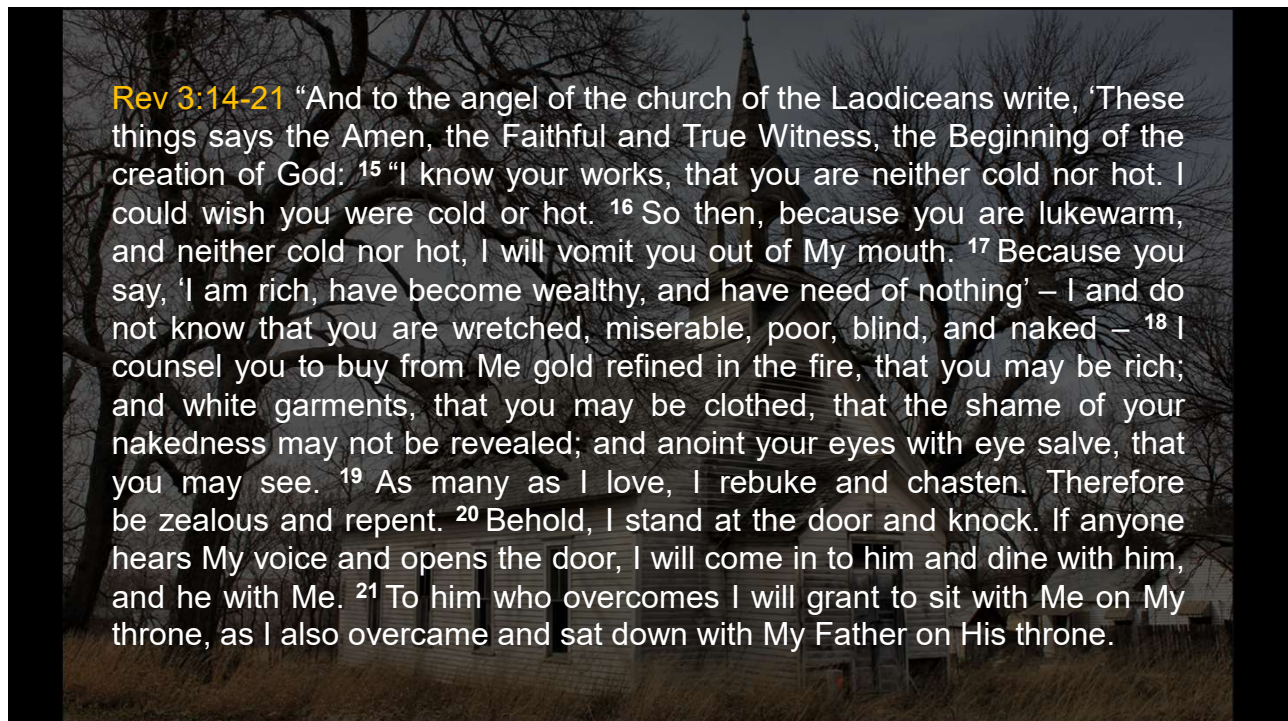 Rev 3:14-21 “And to the angel of the church of the Laodiceans write, ‘These
things says the Amen, the Faithful and True Witness, the Beginning of the
creation of God: 15 “I know your works, that you are neither cold nor hot. I
could wish you were cold or hot. 16 So then, because you are lukewarm,
and neither cold nor hot, I will vomit you out of My mouth. 17 Because you
say, ‘I am rich, have become wealthy, and have need of nothing’ – I and do
not know that you are wretched, miserable, poor, blind, and naked – 18 I
counsel you to buy from Me gold refined in the fire, that you may be rich;
and white garments, that you may be clothed, that the shame of your
nakedness may not be revealed; and anoint your eyes with eye salve, that
you may see. 19 As many as I love, I rebuke and chasten. Therefore
be zealous and repent. 20 Behold, I stand at the door and knock. If anyone
hears My voice and opens the door, I will come in to him and dine with him,
and he with Me. 21 To him who overcomes I will grant to sit with Me on My
throne, as I also overcame and sat down with My Father on His throne.